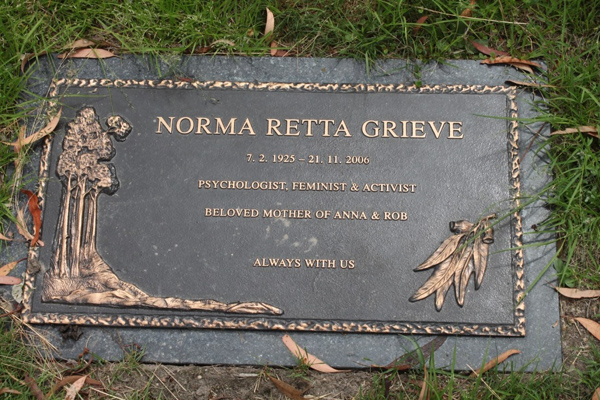 NORMA RETTA GRIEVE
7. 2. 1925 – 21. 11. 2006
PSYCHOLOGIST, FEMINIST & ACTIVIST
BELOVED MOTHER OF ANNA & ROB
ALWAYS WITH US